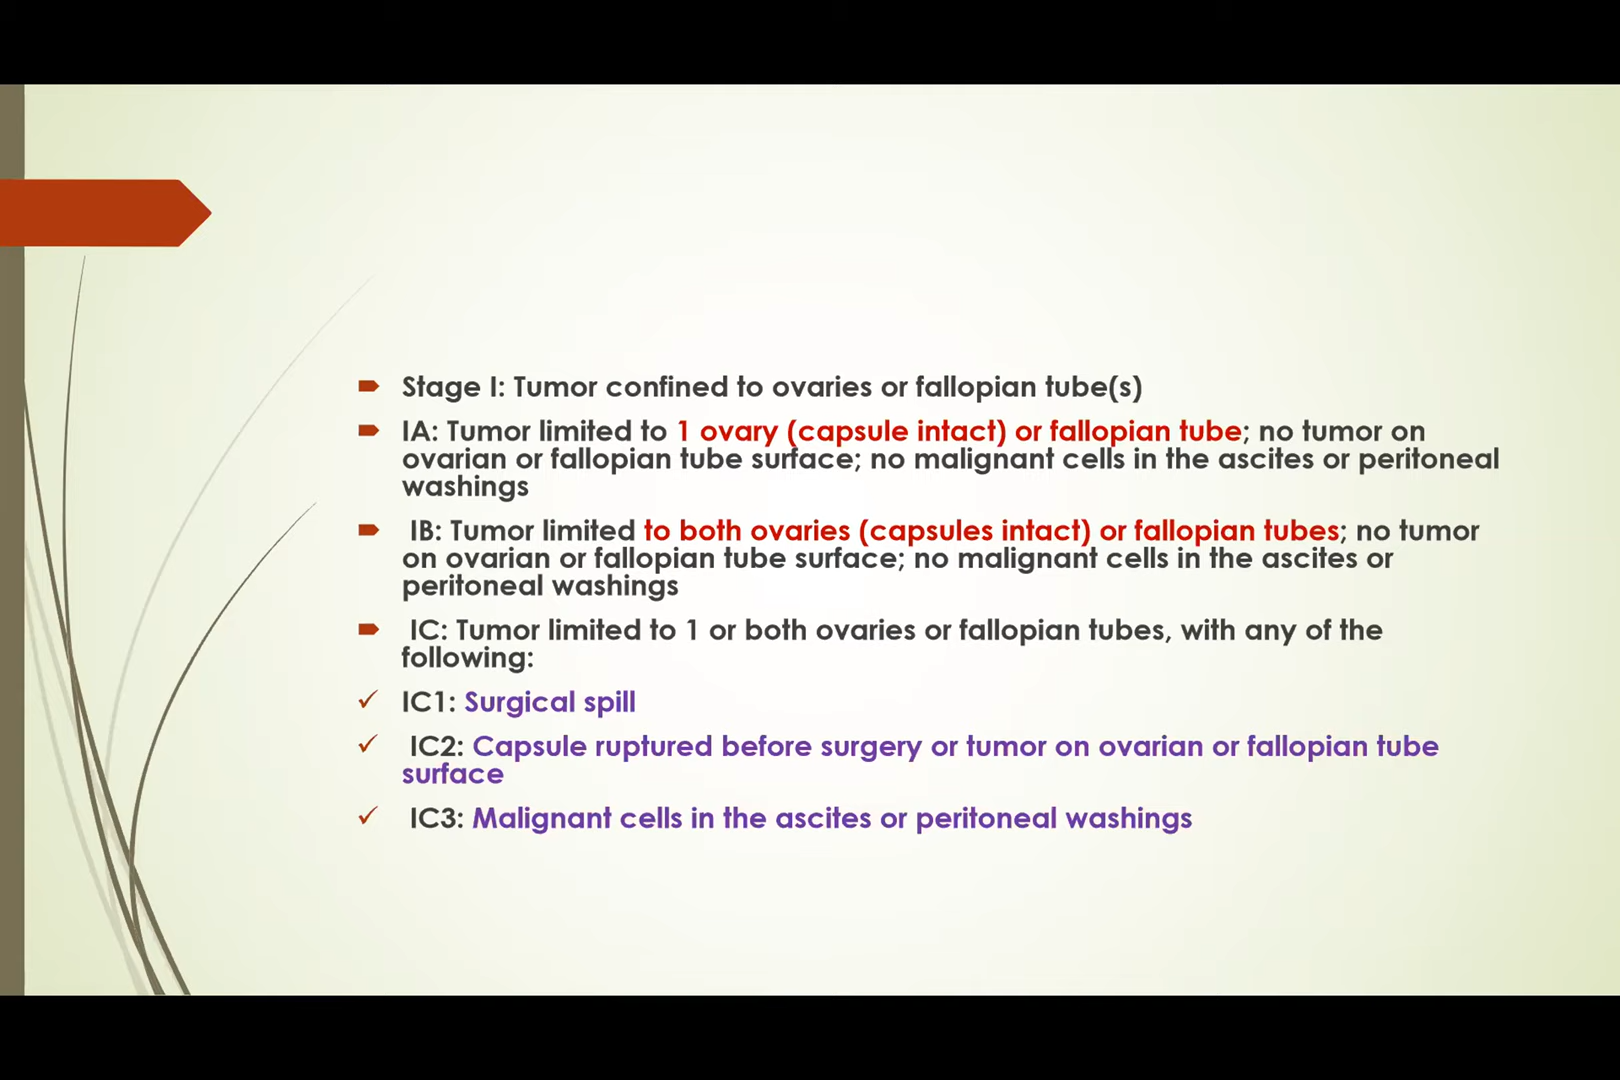 Stage I: Tumor confined to ovaries or fallopian tube(s)
IA: Tumor limited to 1 ovary (capsule intact) or fallopian tube; no tumor on
ovarian or fallopian tube surface; no malignant cells in the ascites or peritoneal
washings
IB: Tumor limited to both ovaries (capsules intact) or fallopian tubes; no tumor
on ovarian or fallopian tube surface; no malignant cells in the ascites or
peritoneal washings
IC: Tumor limited to 1 or both ovaries or fallopian tubes, with any of the
following:
IC1: Surgical spill
IC2: Capsule ruptured before surgery or tumor on ovarian or fallopian tube
surface
IC3: Malignant cells in the ascites or peritoneal washings